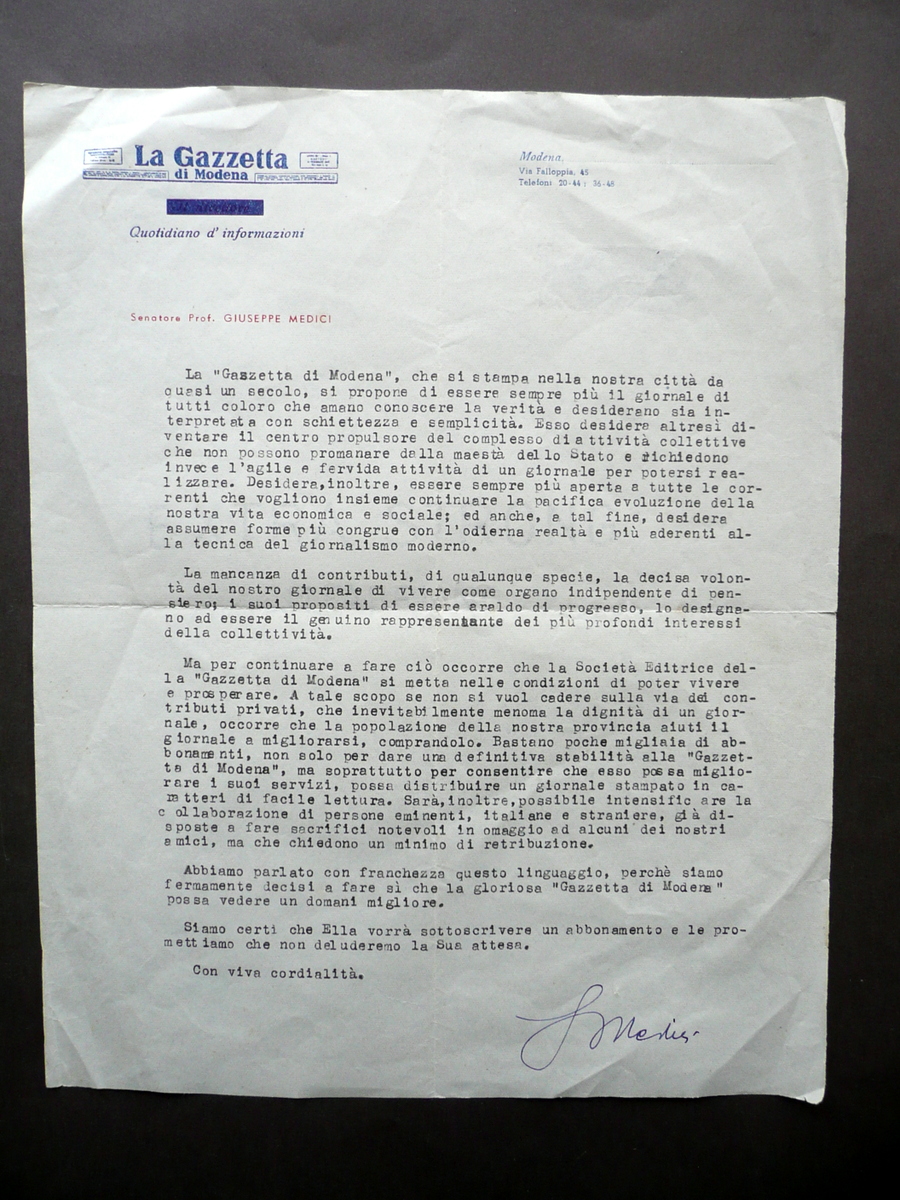 La Gazzetta
di Modena
Quotidiano d'informazioni
Modena,
Via Falloppia, 45
Telefoni 20-44 : 36-48
Senatore Prof. GIUSEPPE MEDICI
La "Gazzetta di Modena", che si stampa nella nostra città da
quasi un secolo, si propone di essere sempre più il giornale di
tutti coloro che amano conoscere la verità e desiderano sia in-
terpretata con schiettezza e semplicità. Esso desidera altresì di-
ventare il centro propulsore del complesso di attività collettive
che non possono promanare dalla maestà dello Stato e richiedono
invece l'agile e fervida attività di un giornale per potersi rea-
lizzare. Desidera,inoltre, essere sempre più aperta a tutte le cor-
renti che vogliono insieme continuare la pacifica evoluzione della
nostra vita economica e sociale; ed anche, a tal fine, desidera
assumere forme più congrue con l'odierna realtà e più aderenti al-
la tecnica del giornalismo moderno.
La mancanza di contributi, di qualunque specie, la decisa volon-
tà del nostro giornale di vivere come organo indipendente di pen-
siero; i suoi propositi di essere araldo di progresso, lo designa-
no ad essere il genuino rappresentante dei più profondi interessi
della collettività.
Ma per continuare a fare ciò occorre che la Società Editrice del-
la "Gazzetta di Modena" si metta nelle condizioni di poter vivere
e prosperare. A tale scopo se non si vuol cadere sulla via dei con-
tributi privati, che inevitabilmente menoma la dignità di un gior-
nale, occorre che la popolazione della nostra provincia aiuti il
giornale a migliorarsi, comprandolo. Bastano poche migliaia di ab-
bonamenti, non solo per dare una definitiva stabilità alla "Gazzet-
ta di Modena", ma soprattutto per consentire che esso possa miglio-
rare i suoi servizi, possa distribuire un giornale stampato in ca-
ratteri di facile lettura. Sarà,inoltre,possibile intensificare la
collaborazione di persone eminenti, italiane e straniere, già di-
sposte a fare sacrifici notevoli in omaggio ad alcuni dei nostri
amici, ma che chiedono un minimo di retribuzione.
Abbiamo parlato con franchezza questo linguaggio, perchè siamo
fermamente decisi a fare sì che la gloriosa "Gazzetta di Modena"
possa vedere un domani migliore.
Siamo certi che Ella vorrà sottoscrivere un abbonamento e le pro-
mettiamo che non deluderemo la Sua attesa.
Con viva cordialità.
Medici